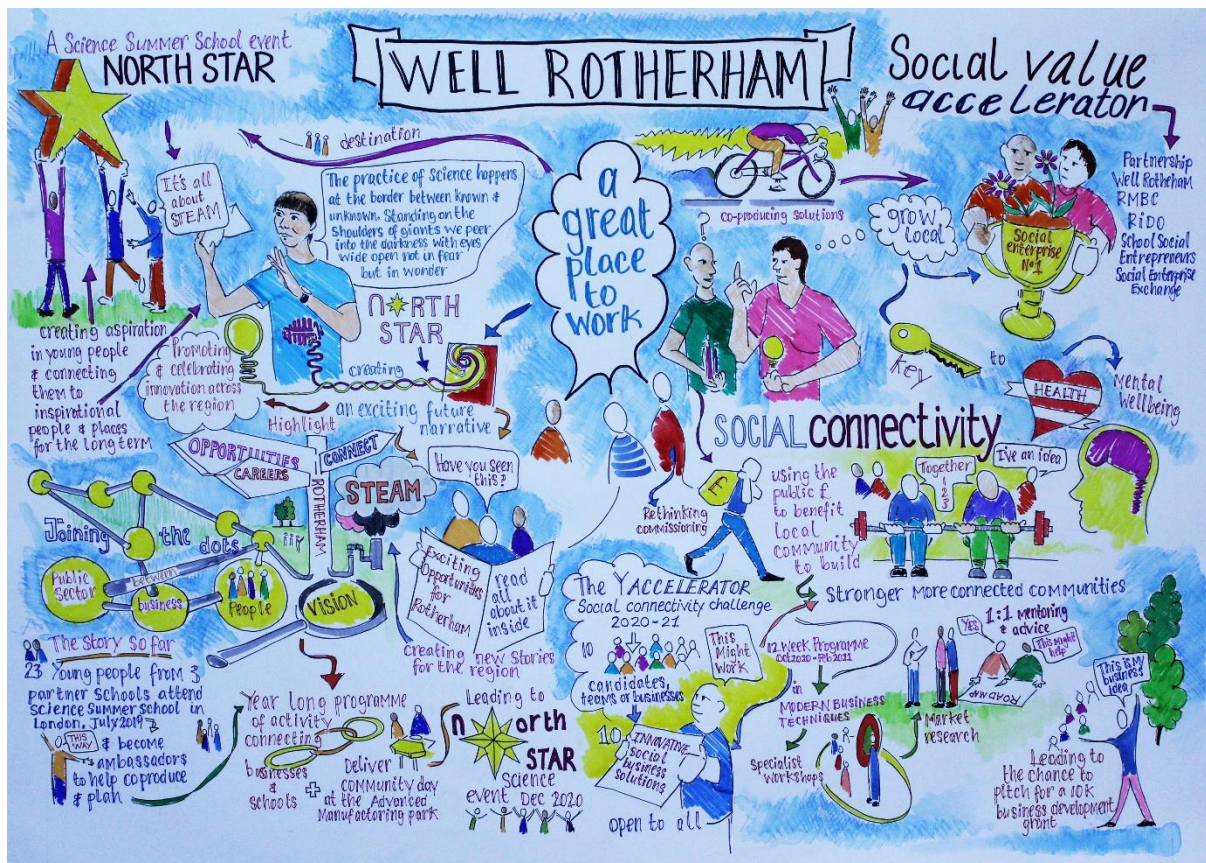 A Science Summer School event
NORTH STAR
WELL ROTHERHAM
Social value
accelerator
destination
It's all
about
STEAM
The practice of science happens
at the border between known &
unknown. Standing on the
Shoulders of giants we peer
into the darkness with eyes
wide open not in fear
but in wonder
NORTH
STAR
creating
creating aspiration
in young people
& connecting
them to
inspirational
people & places
for the long term
Promoting
& celebrating
innovation across
the region
Highlight
an exciting future
narrative
a
great
place
to
work
co-producing solutions
?
grow
local
Social
enterprise
No1
Partnership
Well Rotheham
RMBC
RiDO
School Social
Entrepreneurs
Social Enterprise
Exchange
key
to
HEALTH
Mental
Wellbeing
SOCIAL connectivity
Rethinking
commissioning
£
using the
public £
to benefit
local
community
to build
Together
1
2
3
I've an idea
Stronger more connected communities
OPPORTUNITIES
CAREERS
CONNECT
ROTHERHAM
STEAM
Have you seen
this?
Joining the dots
between
Public
Sector
business
People
VISION
Exciting
Opportunities
for
Rotherham
read
all
about it
inside
Creating new stories
for the region
The Story so far
23 Young people from 3
partner schools attend
science Summer school in
London, July 2019
THIS
WAY
& become
ambassadors
to help coproduce
& plan
Year long programme
of activity
connecting
businesses
&
schools
+
Deliver
community day
at the Advanced
Manufactoring park
Leading to
north
STAR
Science
event Dec 2020
The YACCELERATOR
Social connectivity challenge
2020-21
10
candidates,
teams or businesses
This
Might
Work
10
INNOVATIVE
Social
business
solutions
open to all
12 week Programme
Oct 2020 - Feb 2021
in
MODERN BUSINESS
TECHNIQUES
Specialist
Workshops
Market
research
YES
1:1 mentoring
& advice
This might
help
ROADMAP
This is my
business
idea
Leading to
the chance to
pitch for a 10k
business development
grant